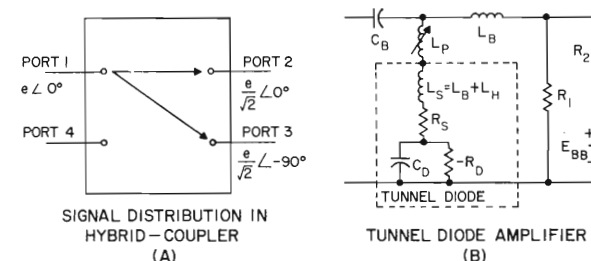 PORT 1
e∠0°
PORT 2
e/√2 ∠0°
PORT 4
PORT 3
e/√2 ∠-90°
SIGNAL DISTRIBUTION IN
HYBRID-COUPLER
(A)
C_B
L_P
L_B
R_2
L_S=L_B+L_H
R_S
R_1
C_D
-R_D
E_BB
+
-
TUNNEL DIODE
TUNNEL DIODE AMPLIFIER
(B)